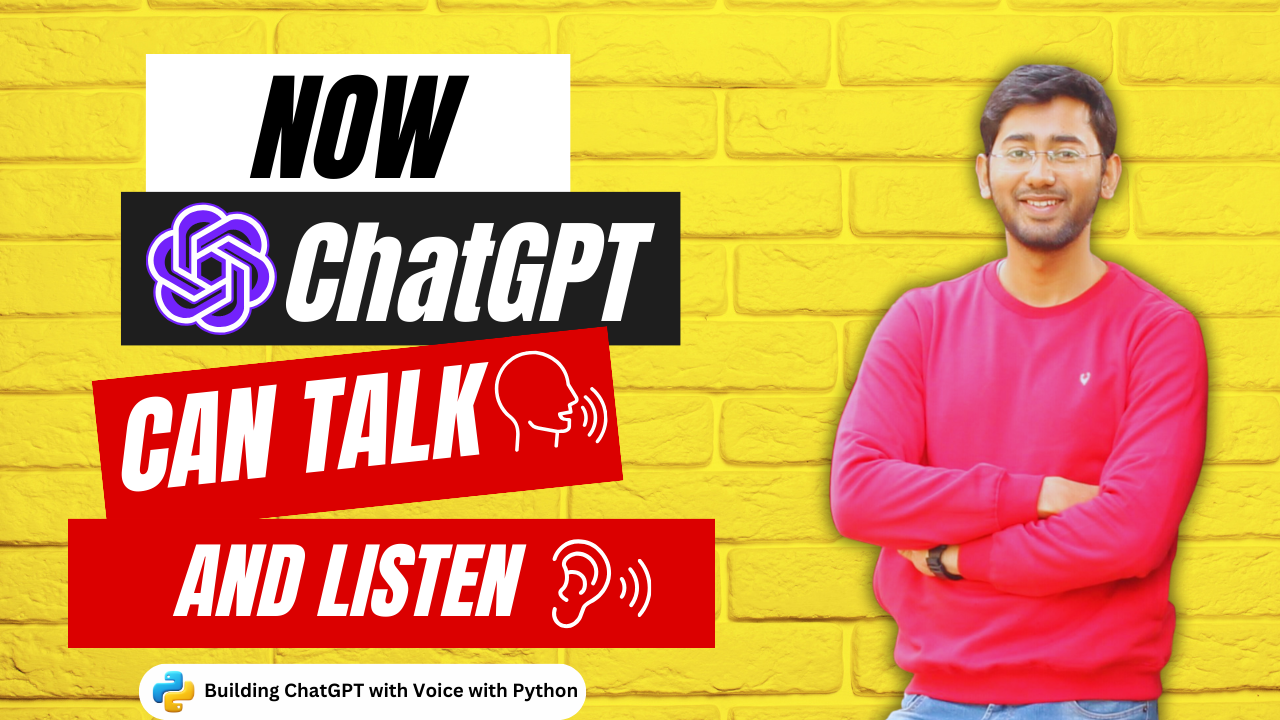 NOW
ChatGPT
CAN TALK
AND LISTEN
Building ChatGPT with Voice with Python